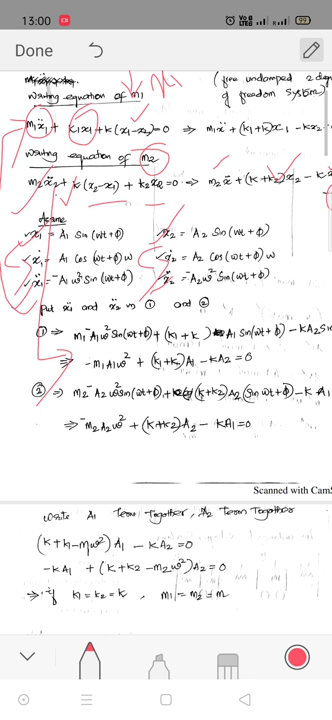 13:00
99
Done
writing equation of m1
(free undamped 2 degree
of freedom system)
m1ẍ1 + k1x1 + k(x1-x2)=0 ⇒ m1ẍ + (k1+k)x1 - kx2
writing equation of m2
m2ẍ2 + k(x2-x1) + k2x2=0 ⇒ m2ẍ + (k+k2)x2 - k
Assume
x1 = A1 Sin(ωt+ϕ) x2 = A2 Sin(ωt+ϕ)
ẋ1 = A1 Cos(ωt+ϕ)ω ẋ2 = A2 Cos(ωt+ϕ)ω
ẍ1 = -A1ω² Sin(ωt+ϕ) ẍ2 = -A2ω² Sin(ωt+ϕ)
put ẍ1 and ẍ2 in ① and ②
① ⇒ m1 -A1ω² Sin(ωt+ϕ) + (k1+k) A1 Sin(ωt+ϕ) - kA2 Sin
⇒ -m1A1ω² + (k1+k)A1 - kA2 = 0
② ⇒ m2 -A2ω² Sin(ωt+ϕ) + (k+k2)A2 (Sin ωt+ϕ) - k A1
⇒ -m2A2ω² + (k+k2)A2 - kA1=0
Scanned with Cam
write A1 term together, A2 term together
(k+k1-m1ω²)A1 - kA2=0
-kA1 + (k+k2-m2ω²)A2=0
⇒ if k1=k2=k, m1=m2=m